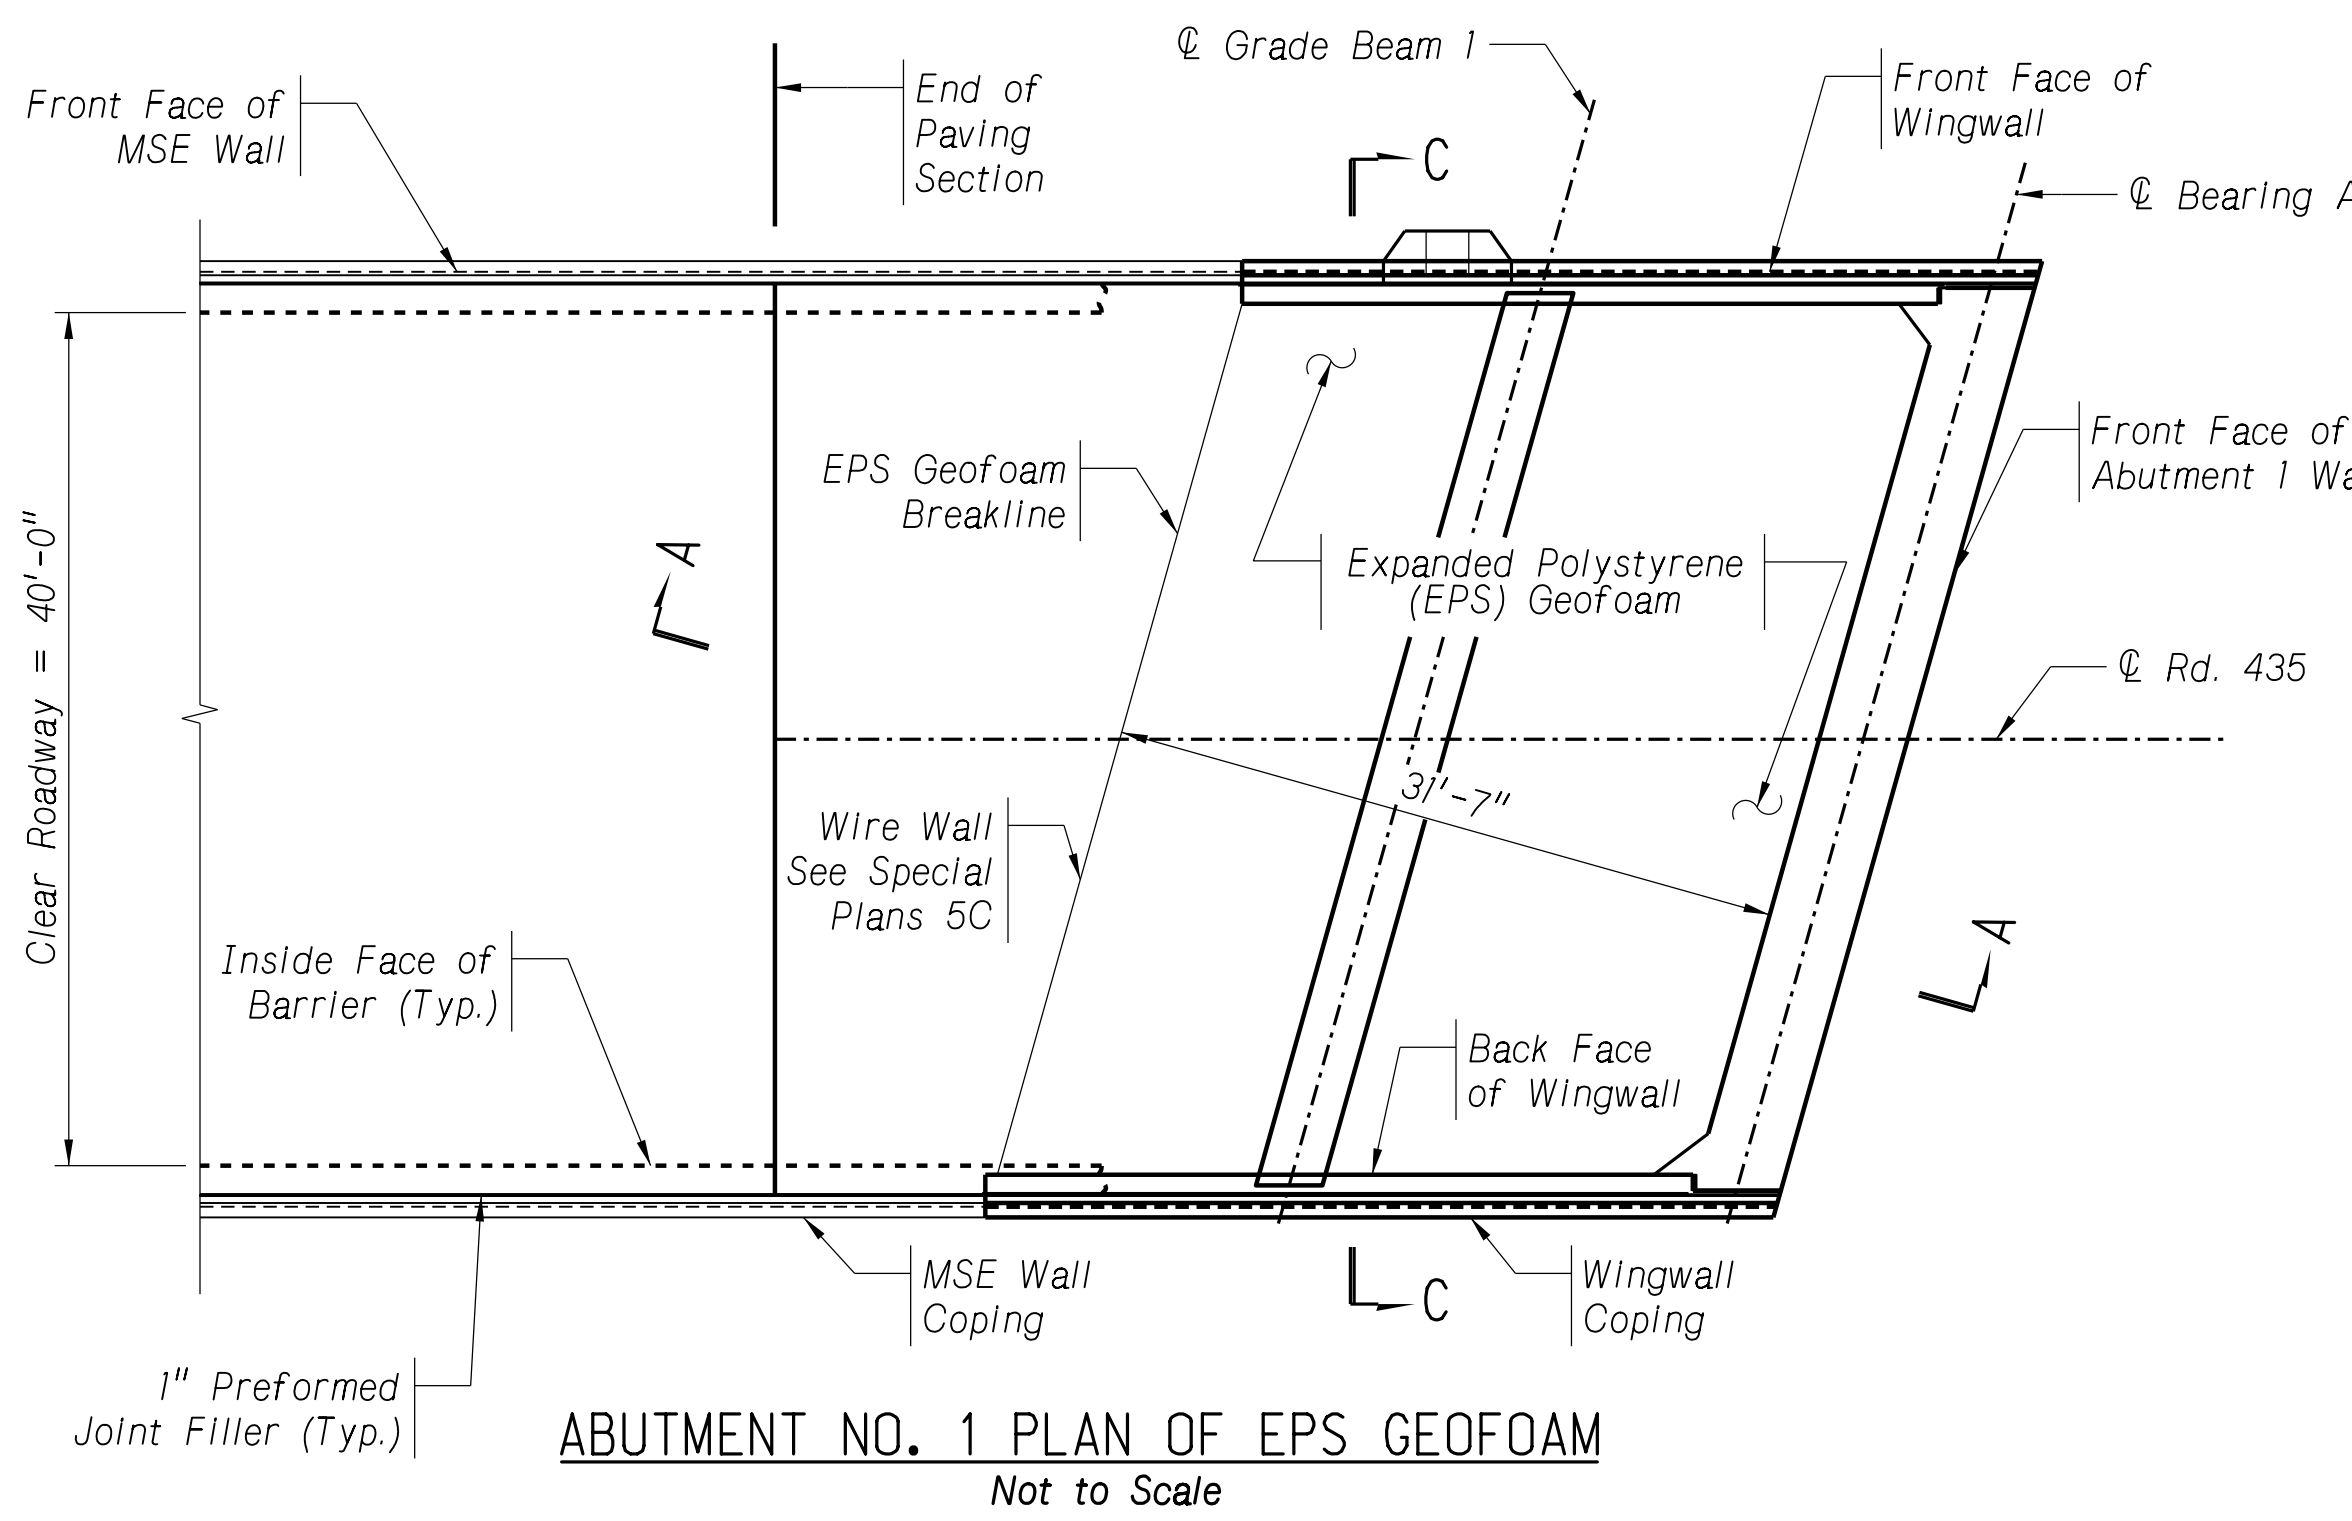 ℄ Grade Beam 1
Front Face of
Wingwall
End of
Paving
Section
Front Face of
MSE Wall
C
℄ Bearing
Front Face of
Abutment 1
EPS Geofoam
Breakline
Expanded Polystyrene
(EPS) Geofoam
A
℄ Rd. 435
Clear Roadway = 40'-0"
31'-7"
Wire Wall
See Special
Plans 5C
A
Inside Face of
Barrier (Typ.)
Back Face
of Wingwall
MSE Wall
Coping
C
Wingwall
Coping
1" Preformed
Joint Filler (Typ.)
ABUTMENT NO. 1 PLAN OF EPS GEOFOAM
Not to Scale